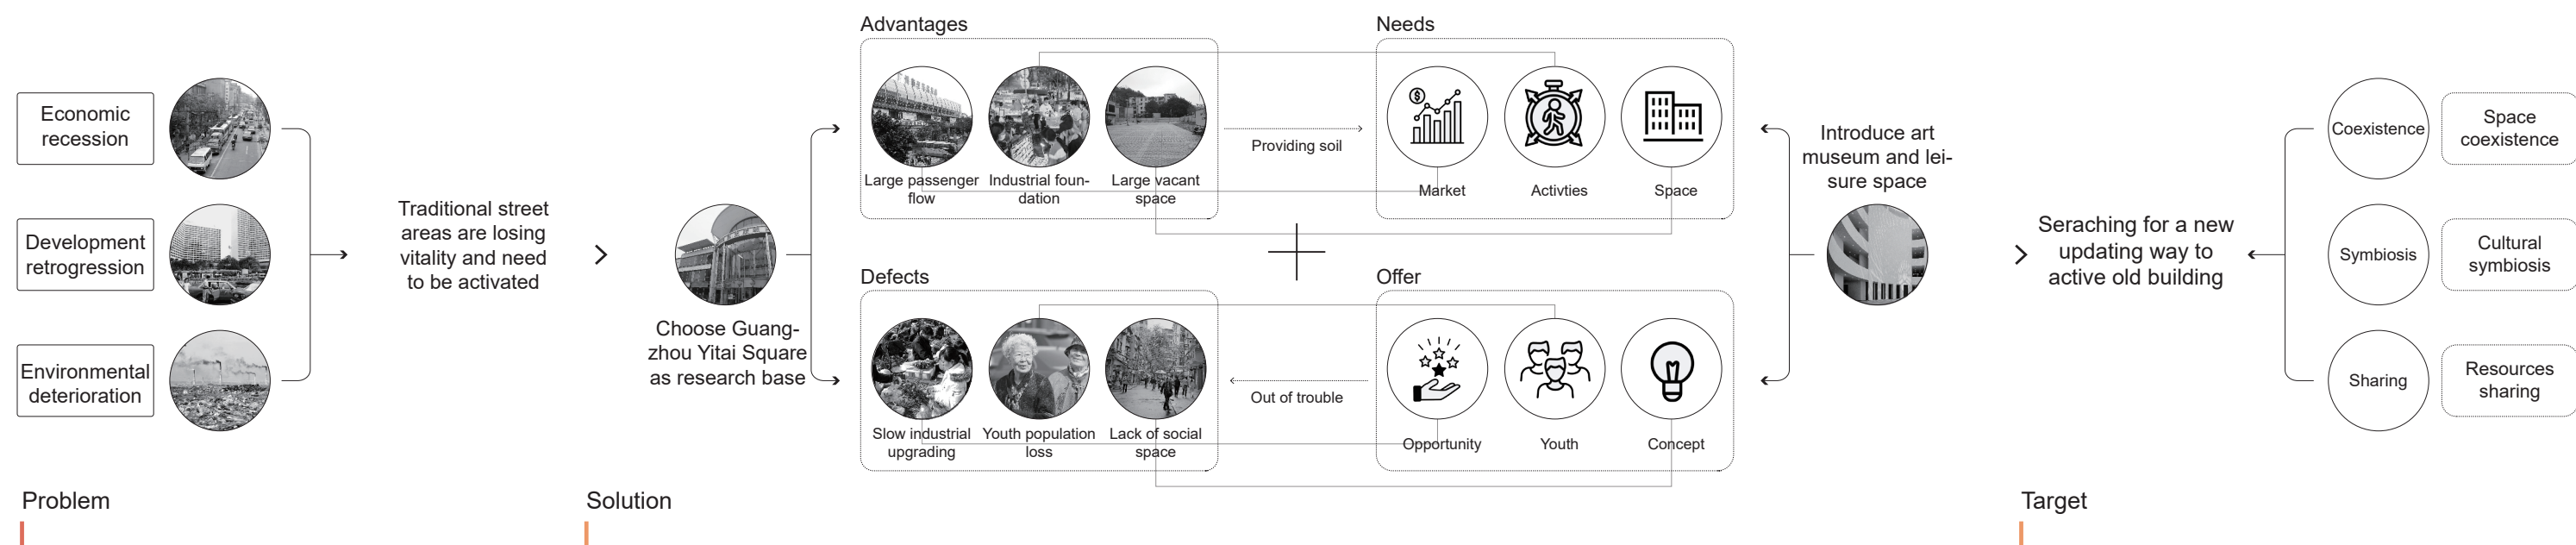 Economic
recession
Development
retrogression
Environmental
deterioration
Traditional street
areas are losing
vitality and need
to be activated
Choose Guang-
zhou Yitai Square
as research base
Advantages
Large passenger
flow
Industrial foun-
dation
Large vacant
space
Providing soil
Needs
Market
Activties
Space
Defects
Slow industrial
upgrading
Youth population
loss
Lack of social
space
Out of trouble
Offer
Opportunity
Youth
Concept
Introduce art
museum and lei-
sure space
Seraching for a new
updating way to
active old building
Coexistence
Space
coexistence
Symbiosis
Cultural
symbiosis
Sharing
Resources
sharing
Problem
Solution
Target